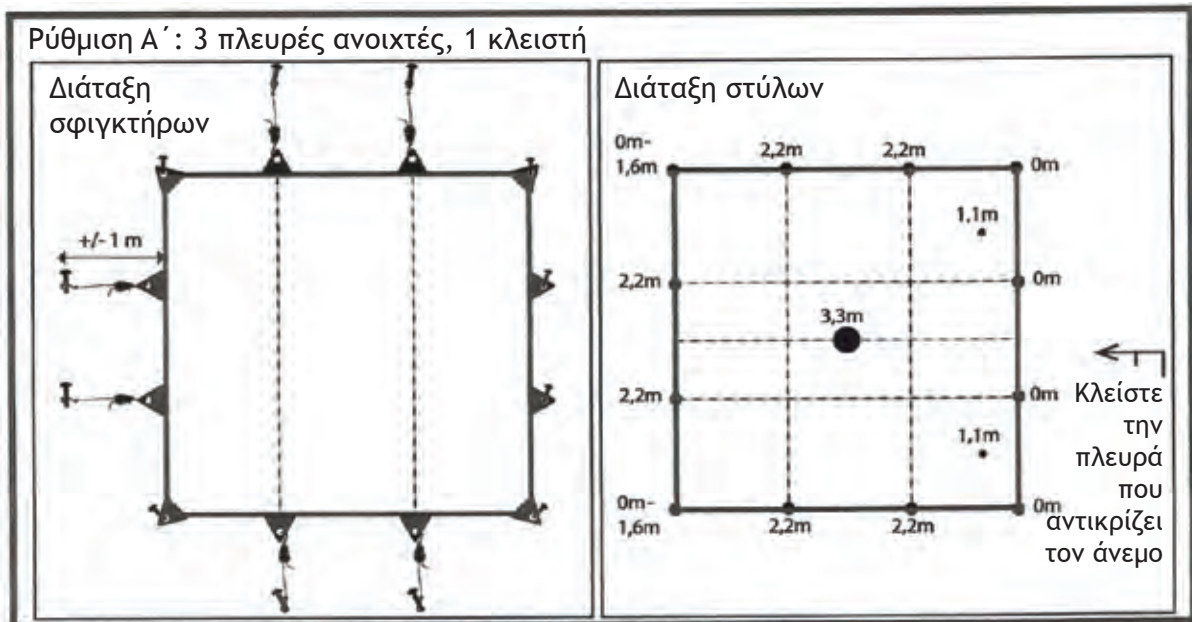 Ρύθμιση Α΄: 3 πλευρές ανοιχτές, 1 κλειστή
Διάταξη
σφιγκτήρων
+/- 1 m
Διάταξη στύλων
0m-
1,6m
2,2m
2,2m
0m
1,1m
2,2m
0m
3,3m
2,2m
0m
1,1m
0m-
1,6m
2,2m
2,2m
0m
Κλείστε
την
πλευρά
που
αντικρίζει
τον άνεμο